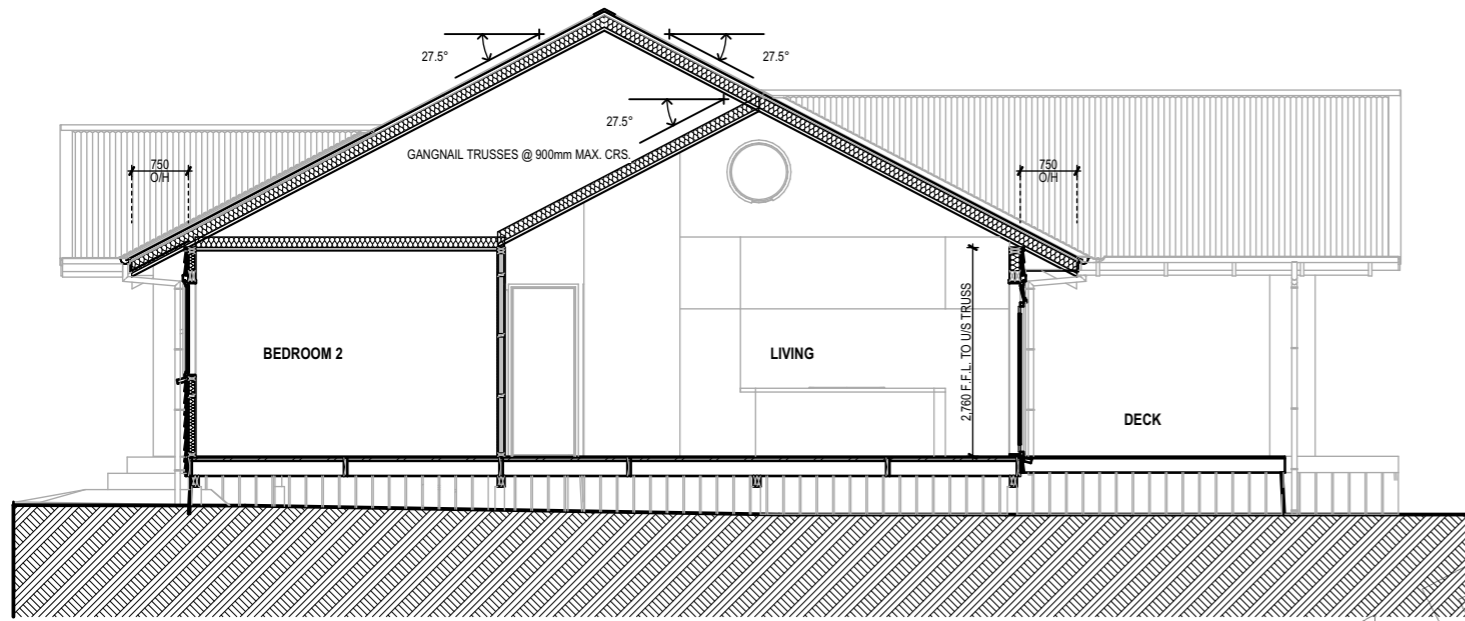 27.5°
27.5°
27.5°
GANGNAIL TRUSSES @ 900mm MAX. CRS.
750
O/H
750
O/H
2,760 F.F.L. TO U/S TRUSS
BEDROOM 2
LIVING
DECK